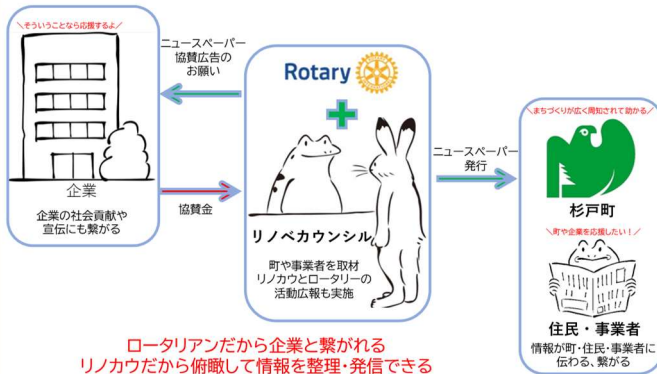 ＼そういうことなら応援するよ／
企業
企業の社会貢献や
宣伝にも繋がる
ニュースペーパー
協賛広告の
お願い
協賛金
Rotary
リノベカウンシル
町や事業者を取材
リノカウとロータリーの
活動広報も実施
ニュースペーパー
発行
＼まちづくりが広く周知されて助かる／
杉戸町
＼町や企業を応援したい！／
住民・事業者
情報が町・住民・事業者に
伝わる、繋がる
ロータリアンだから企業と繋がれる
リノカウだから俯瞰して情報を整理・発信できる